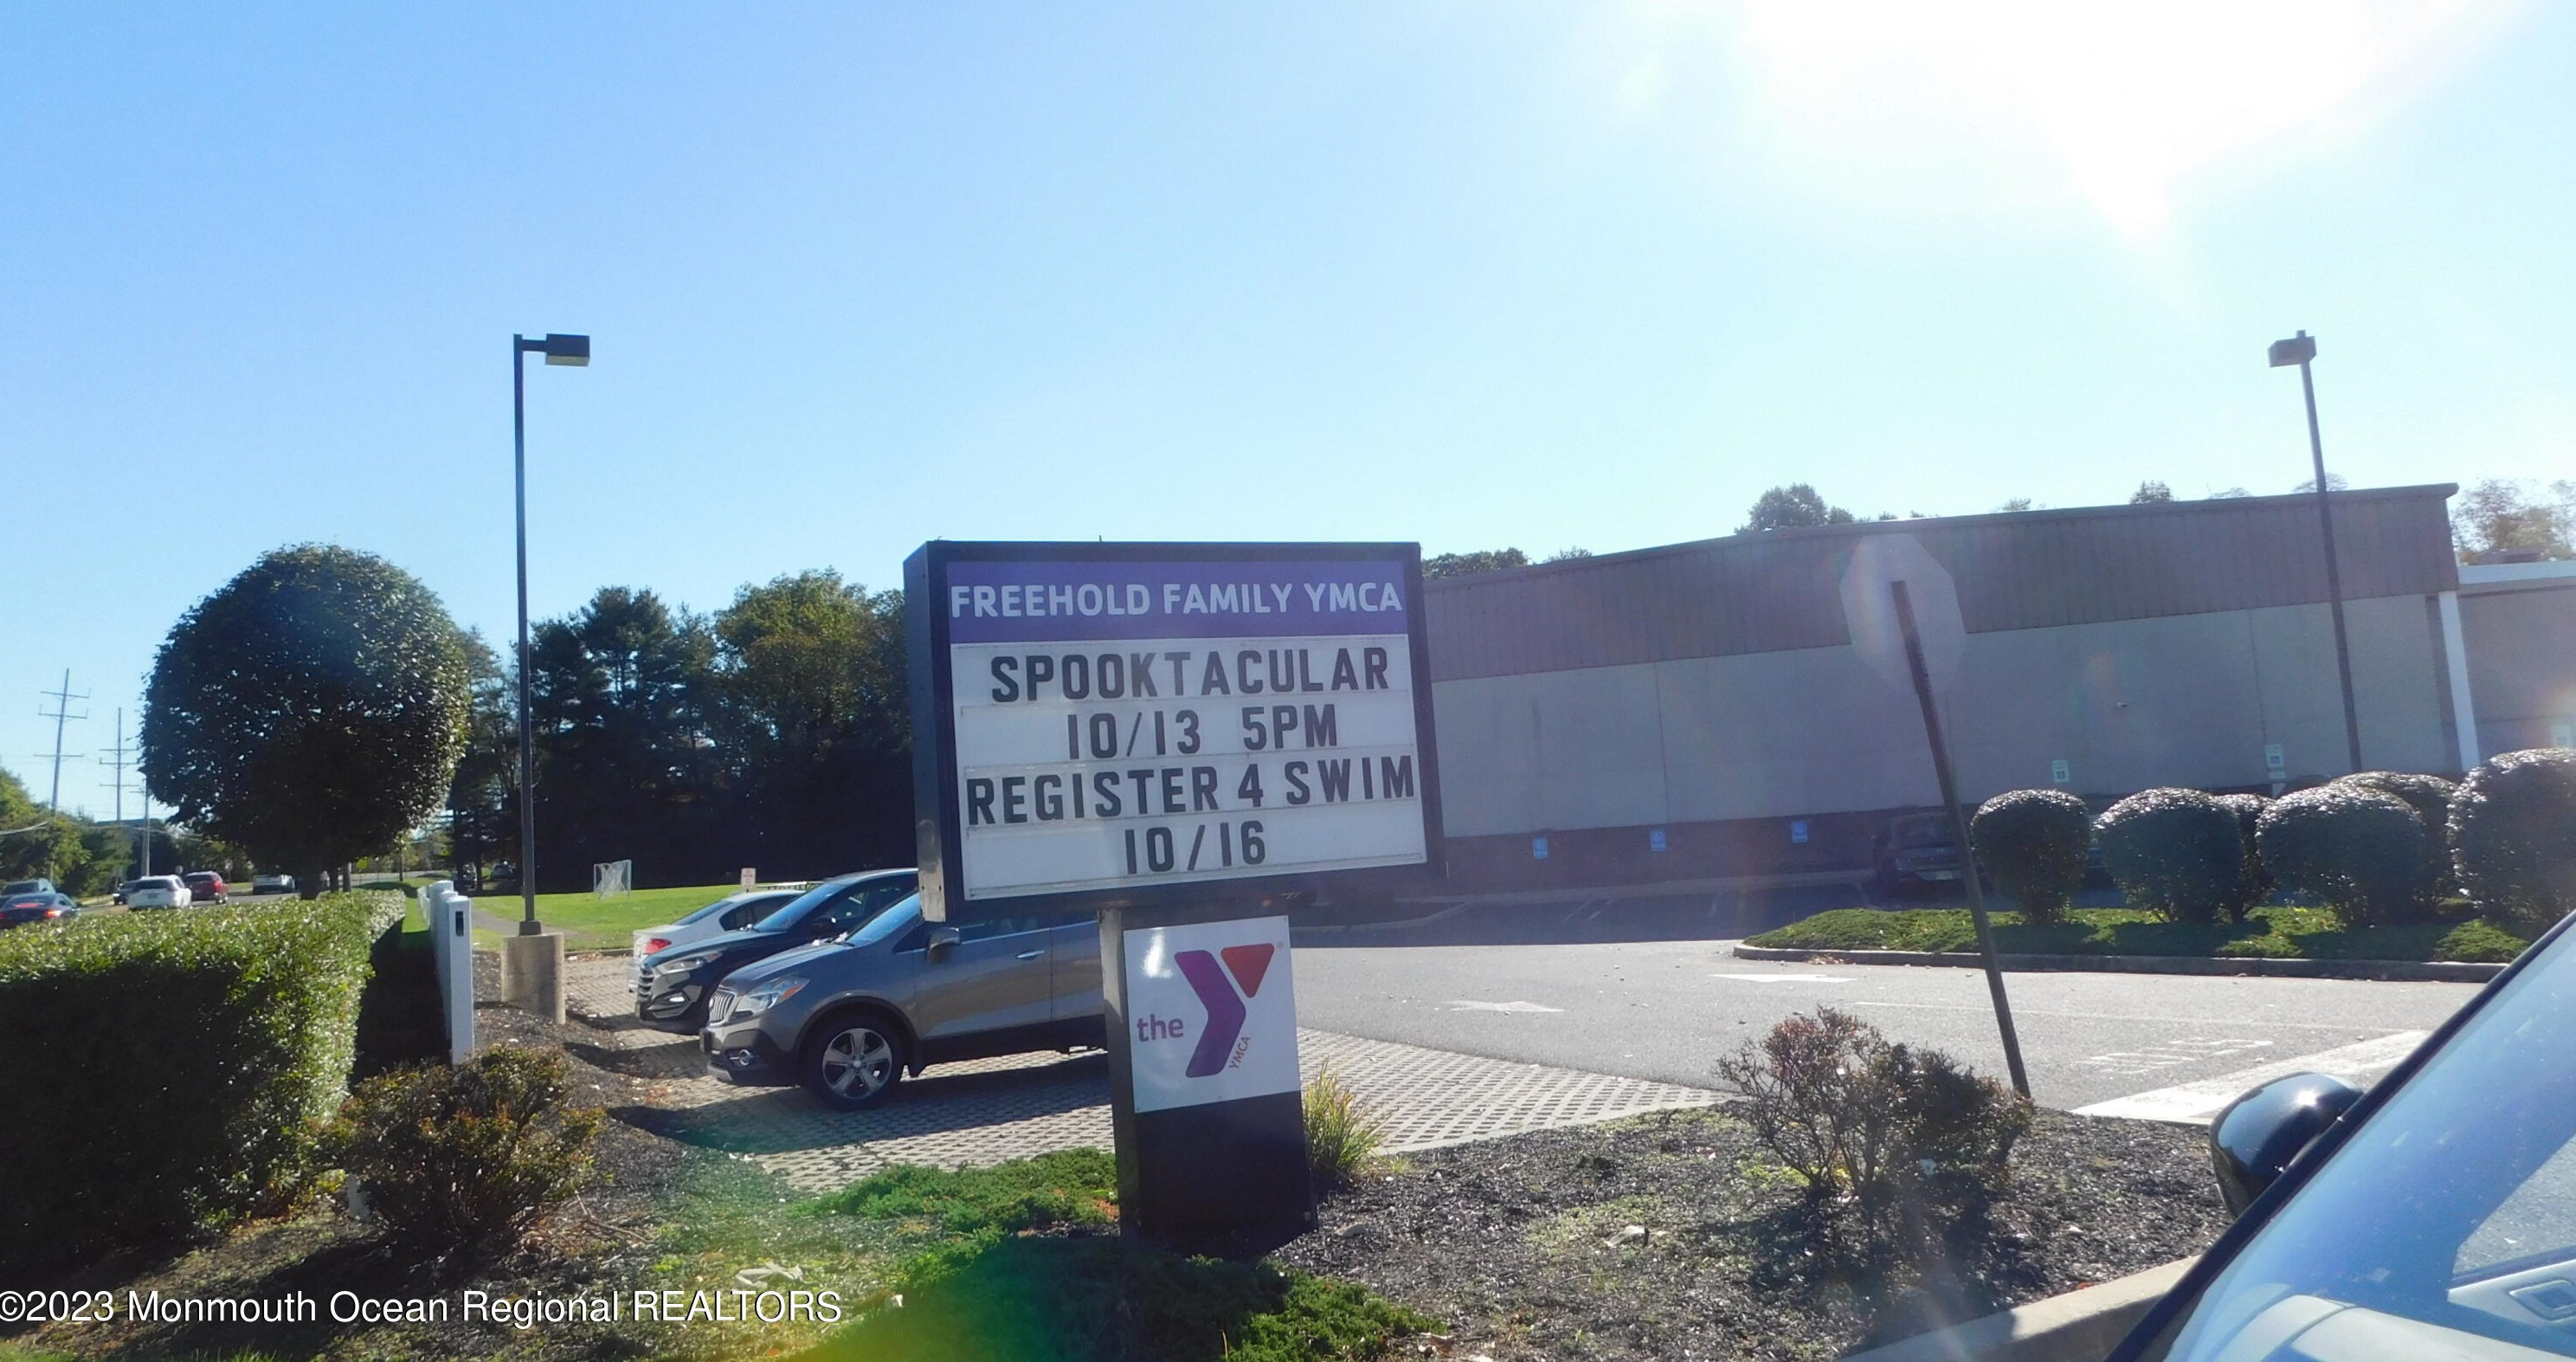 FREEHOLD FAMILY YMCA
SPOOKTACULAR
10/13 5PM
REGISTER 4 SWIM
10/16
the
YMCA
©2023 Monmouth Ocean Regional REALTORS